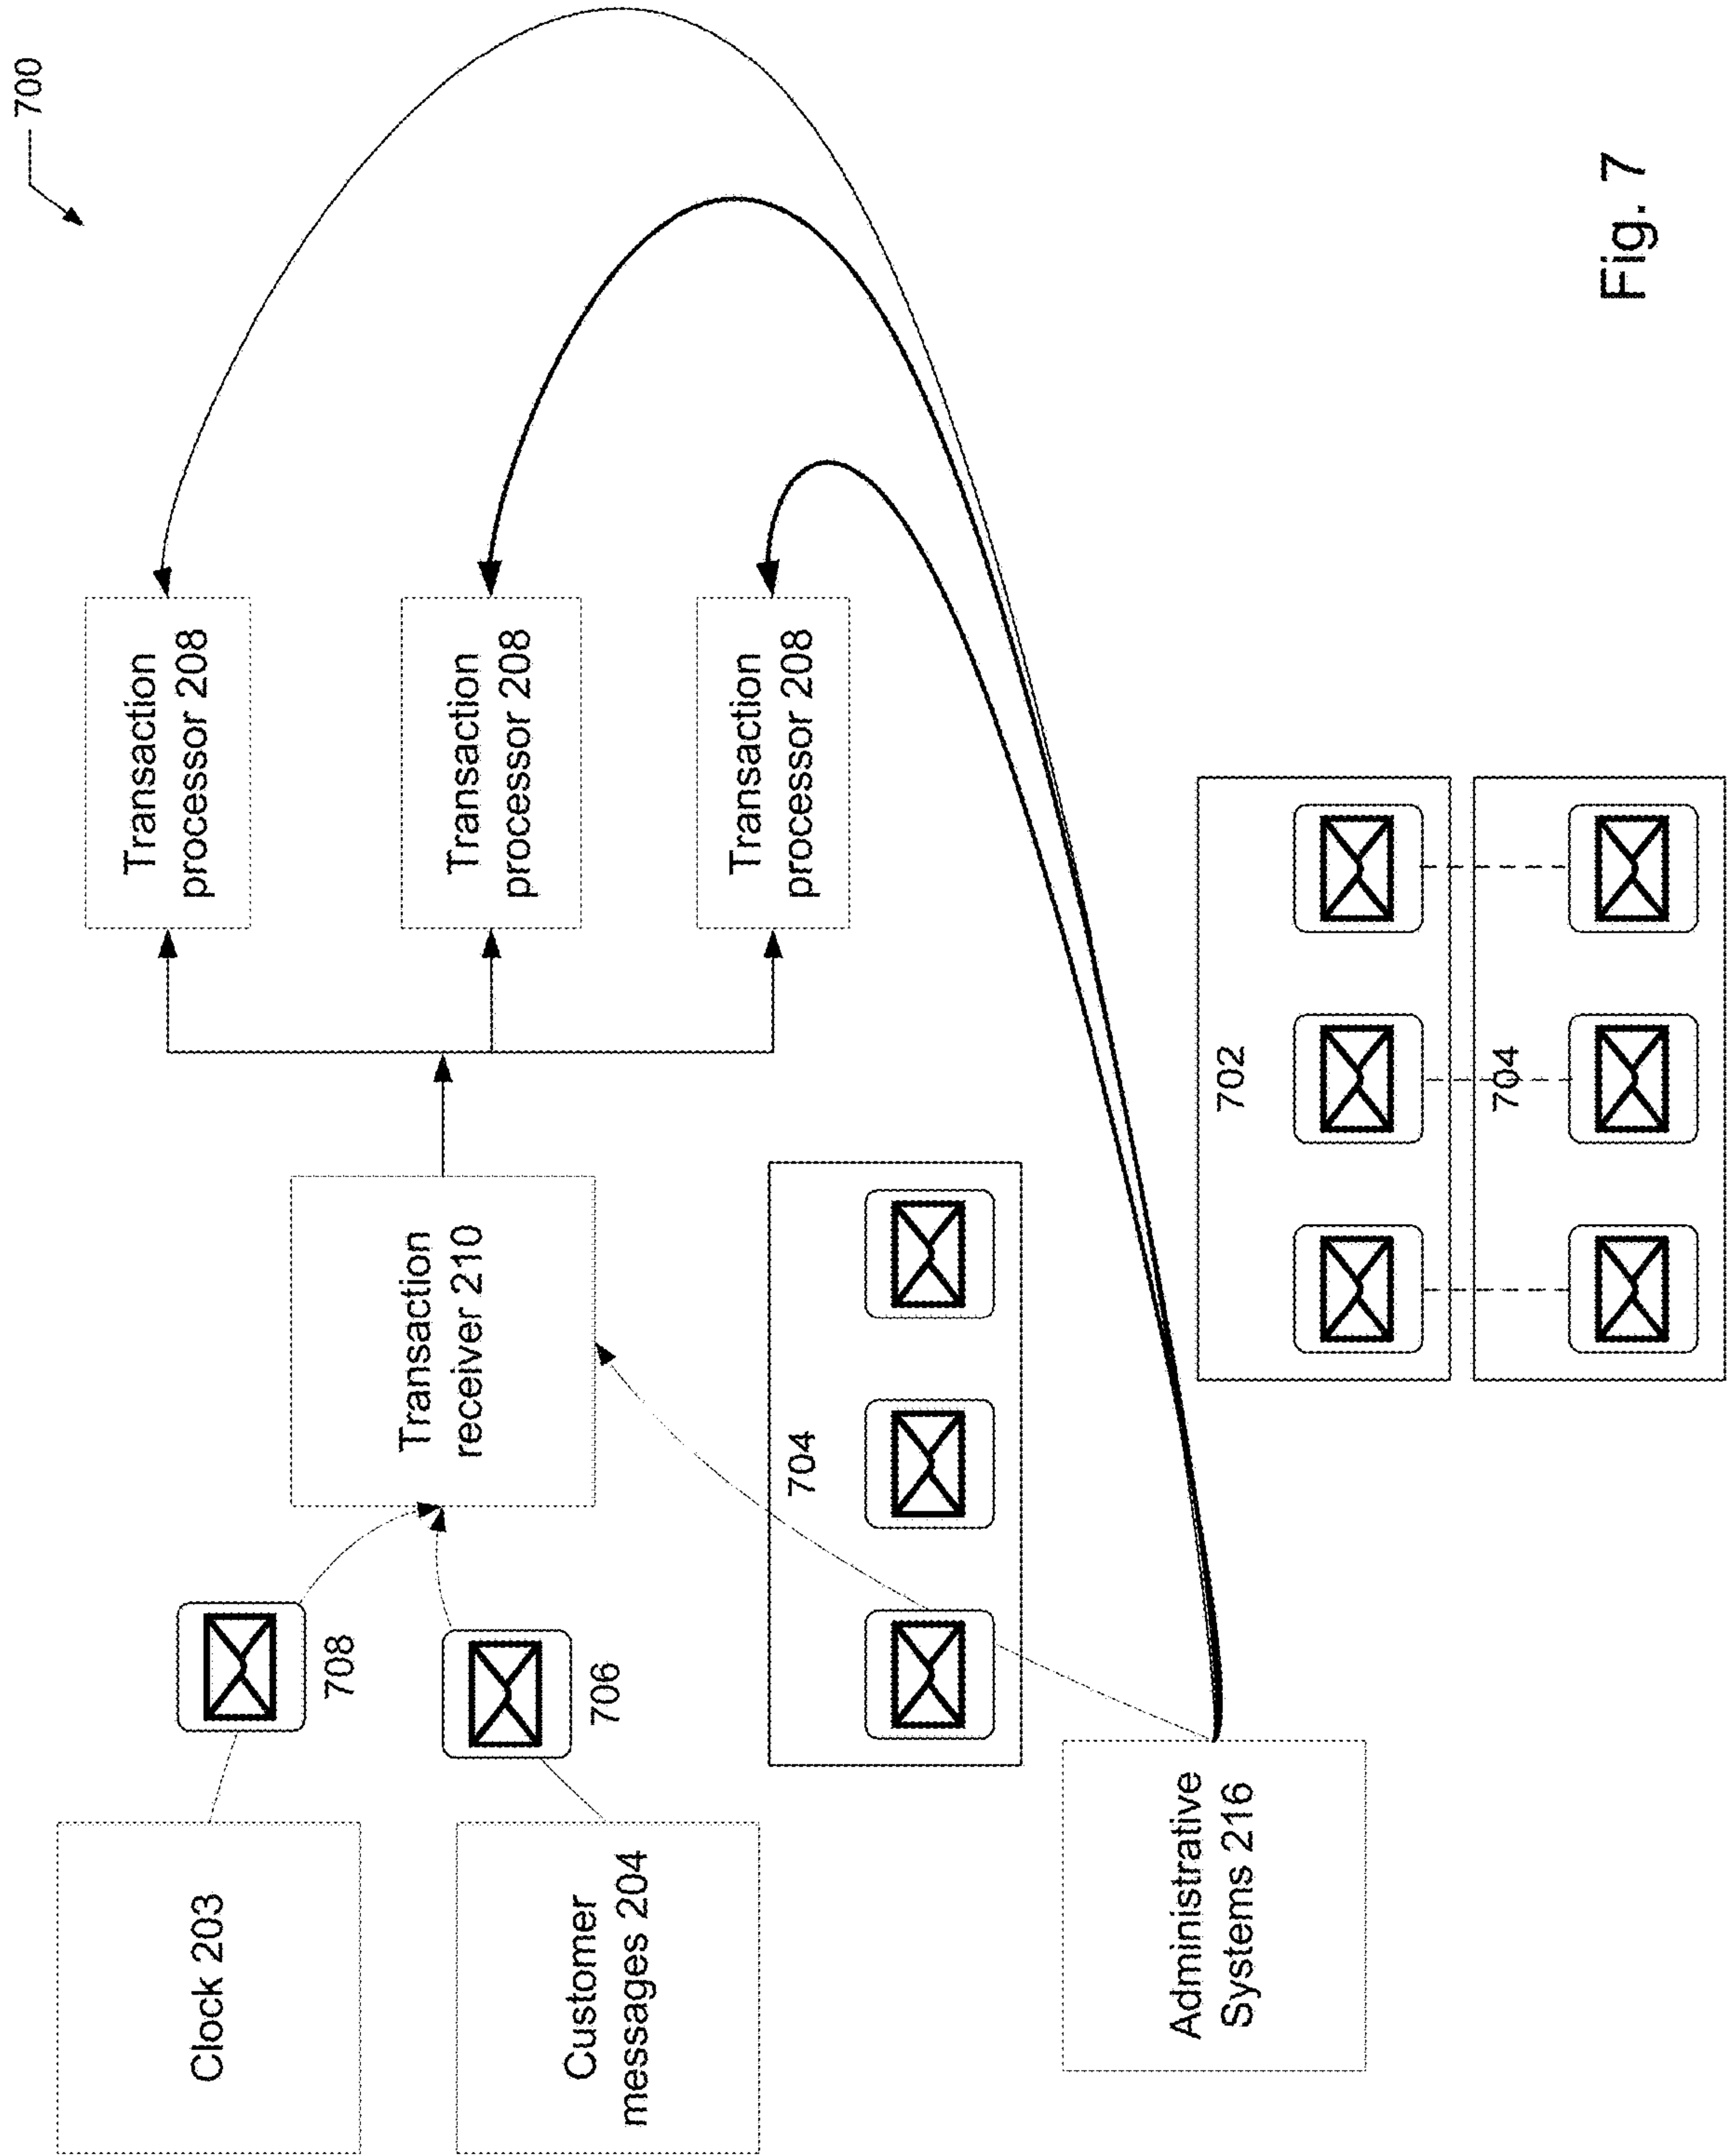 700
Clock 203
708
Customer
messages 204
706
Transaction
receiver 210
Transaction
processor 208
Transaction
processor 208
Transaction
processor 208
704
Administrative
Systems 216
702
704
Fig. 7